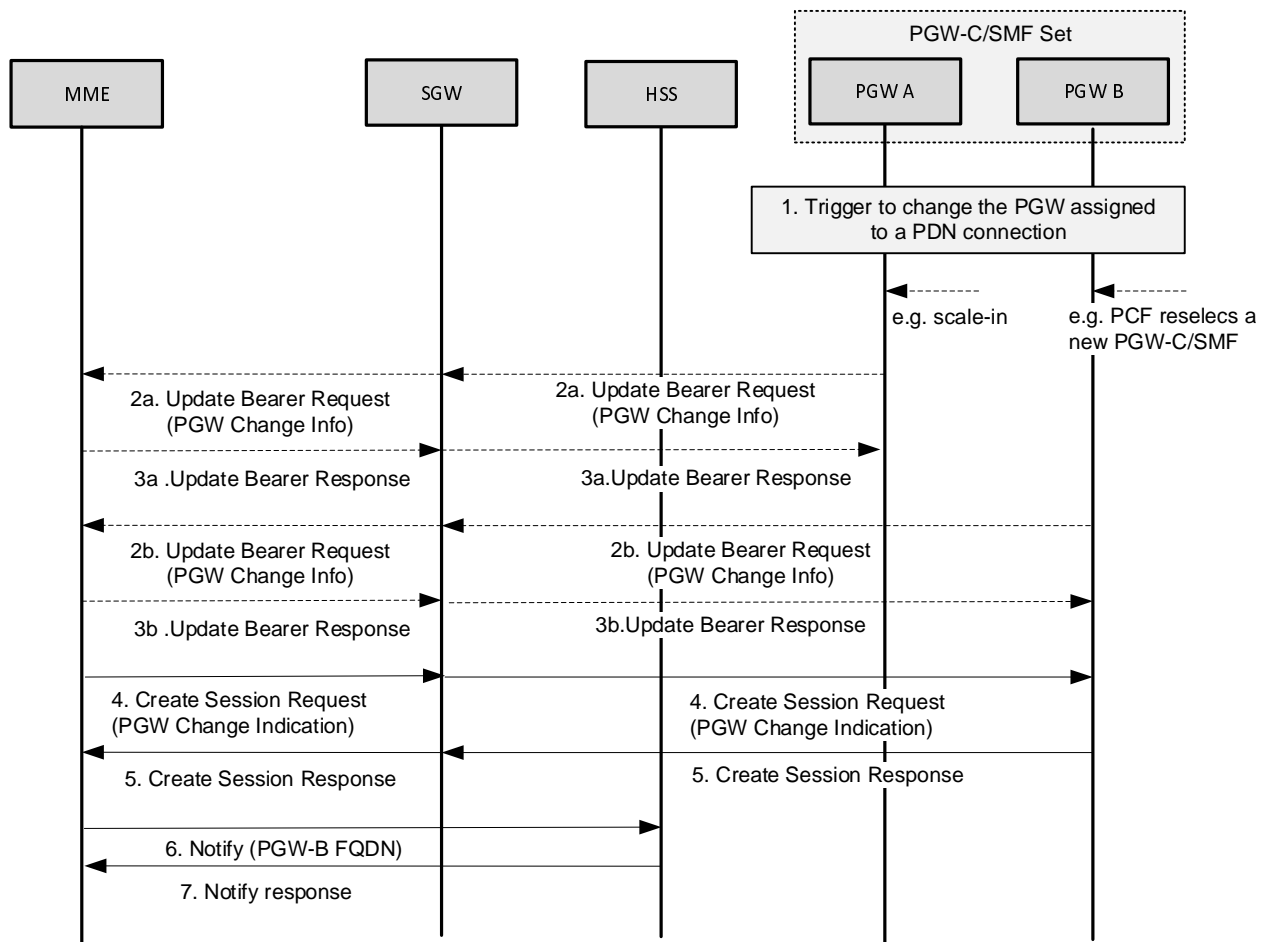 PGW-C/SMF Set
MME
SGW
HSS
PGW A
PGW B
1. Trigger to change the PGW assigned
to a PDN connection
e.g. scale-in
e.g. PCF reselecs a
new PGW-C/SMF
2a. Update Bearer Request
(PGW Change Info)
2a. Update Bearer Request
(PGW Change Info)
3a .Update Bearer Response
3a.Update Bearer Response
2b. Update Bearer Request
(PGW Change Info)
2b. Update Bearer Request
(PGW Change Info)
3b .Update Bearer Response
3b.Update Bearer Response
4. Create Session Request
(PGW Change Indication)
4. Create Session Request
(PGW Change Indication)
5. Create Session Response
5. Create Session Response
6. Notify (PGW-B FQDN)
7. Notify response